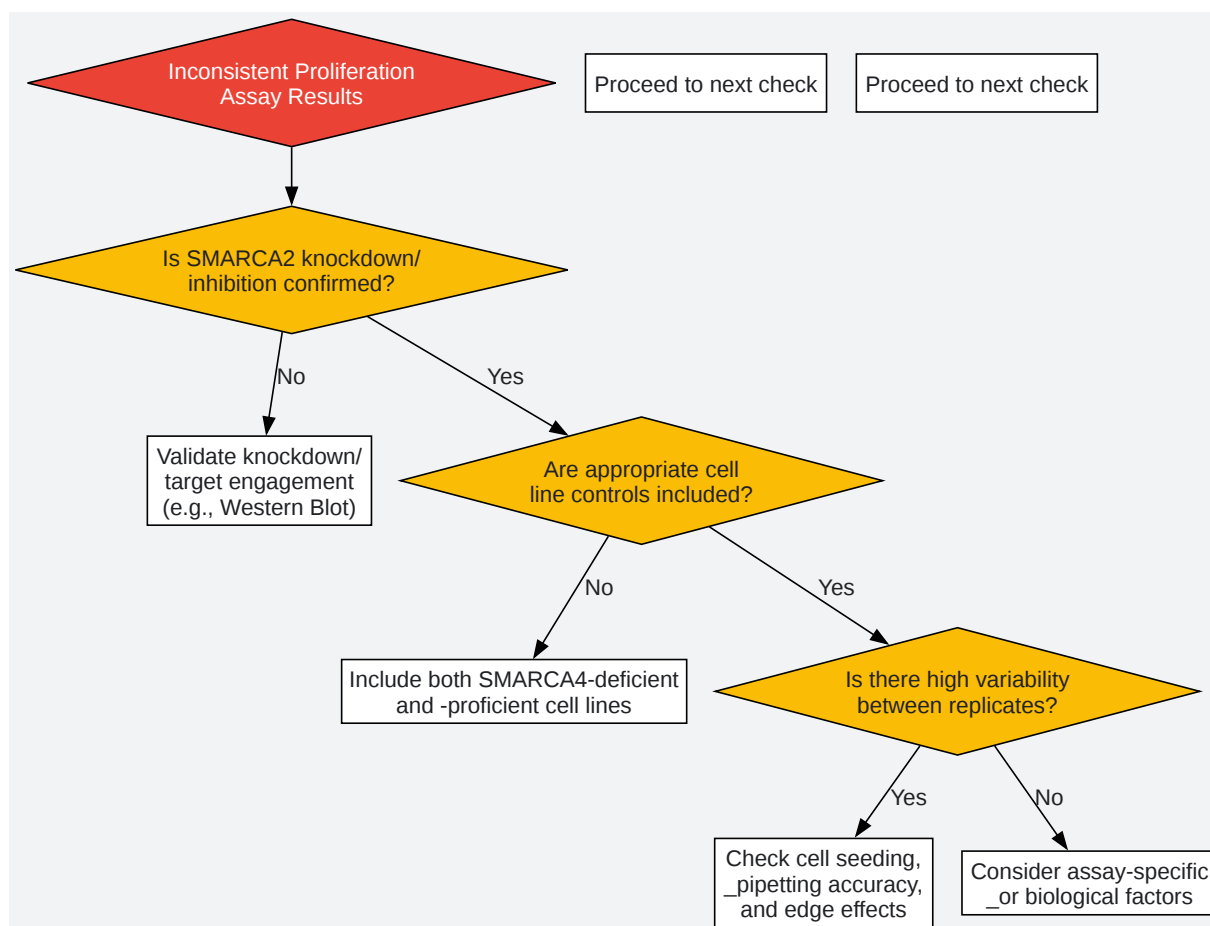 Inconsistent Proliferation
Assay Results
Proceed to next check
Proceed to next check
Is SMARCA2 knockdown/
inhibition confirmed?
No
Yes
Validate knockdown/
target engagement
(e.g., Western Blot)
Are appropriate cell
line controls included?
No
Yes
Include both SMARCA4-deficient
and -proficient cell lines
Is there high variability
between replicates?
Yes
No
Check cell seeding,
_pipetting accuracy,
and edge effects
Consider assay-specific
_or biological factors